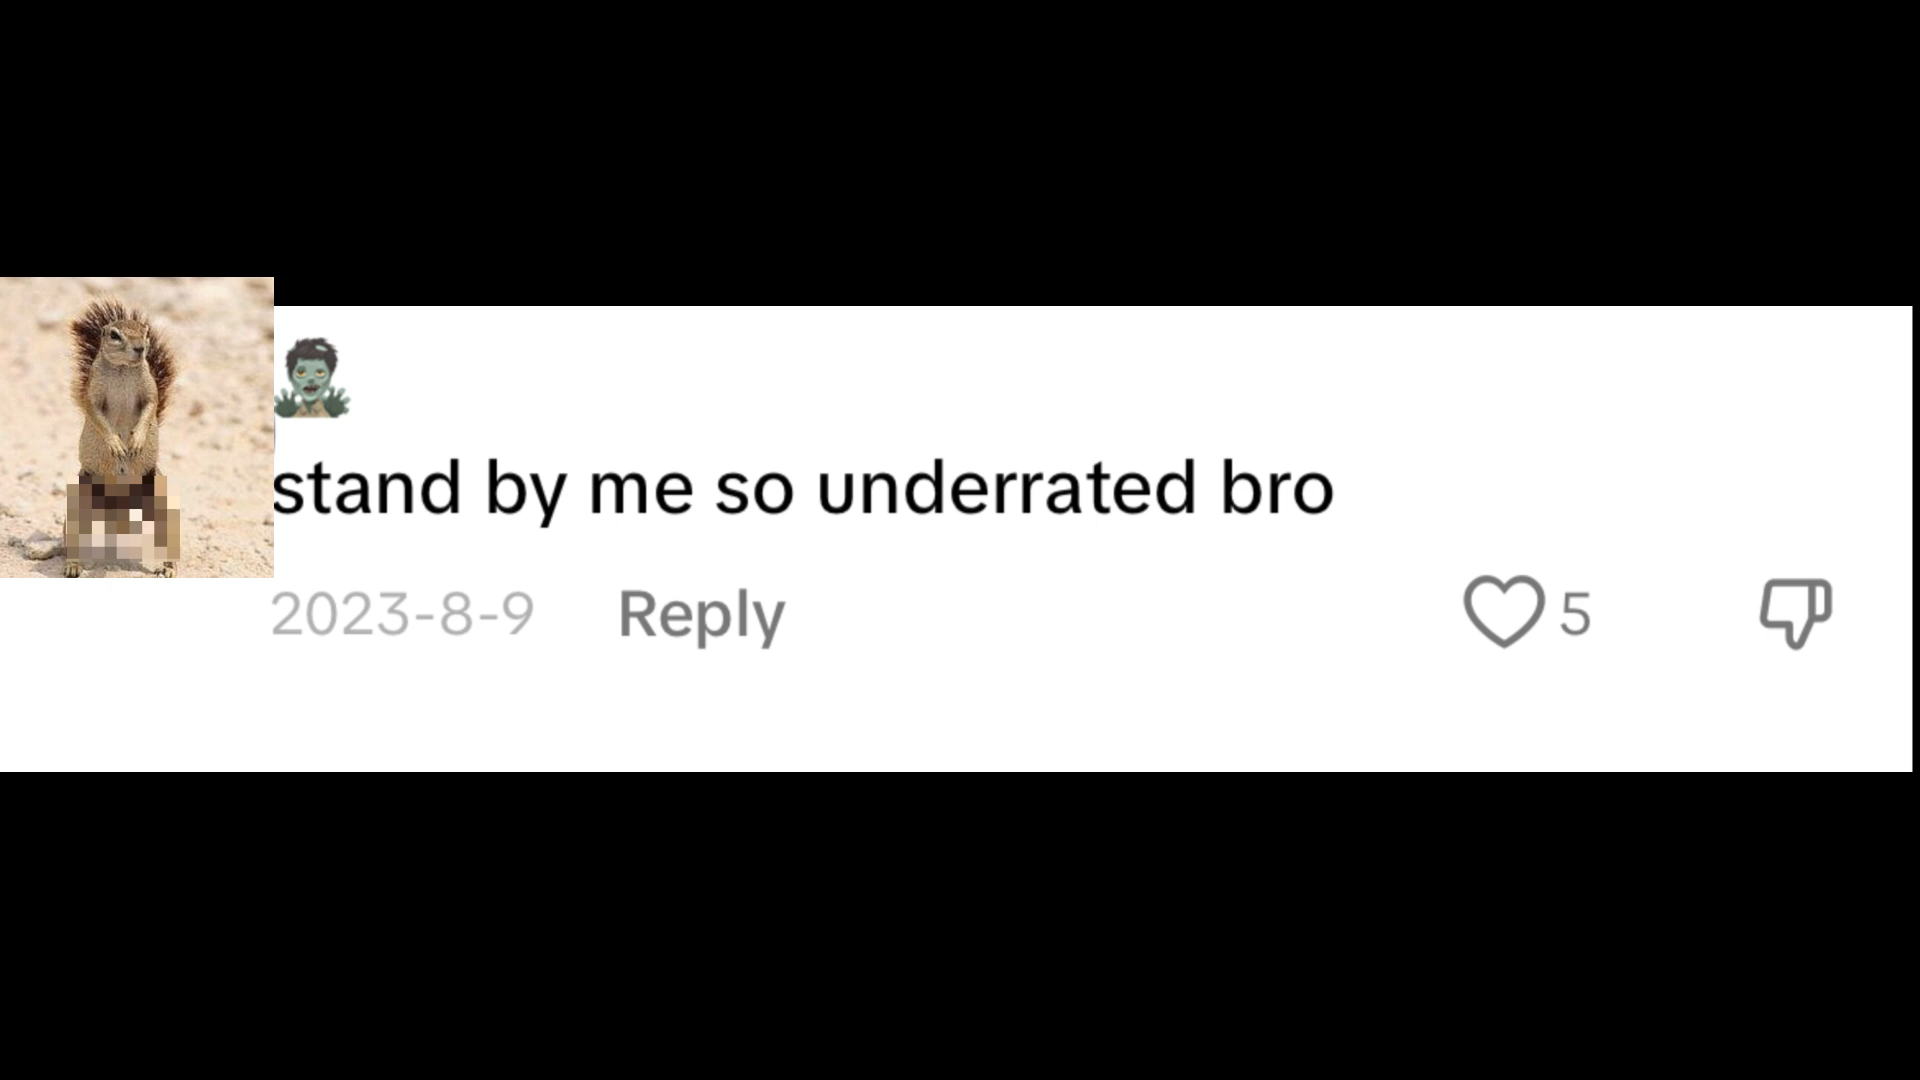 🧟‍♂️
stand by me so underrated bro
2023-8-9 Reply 5